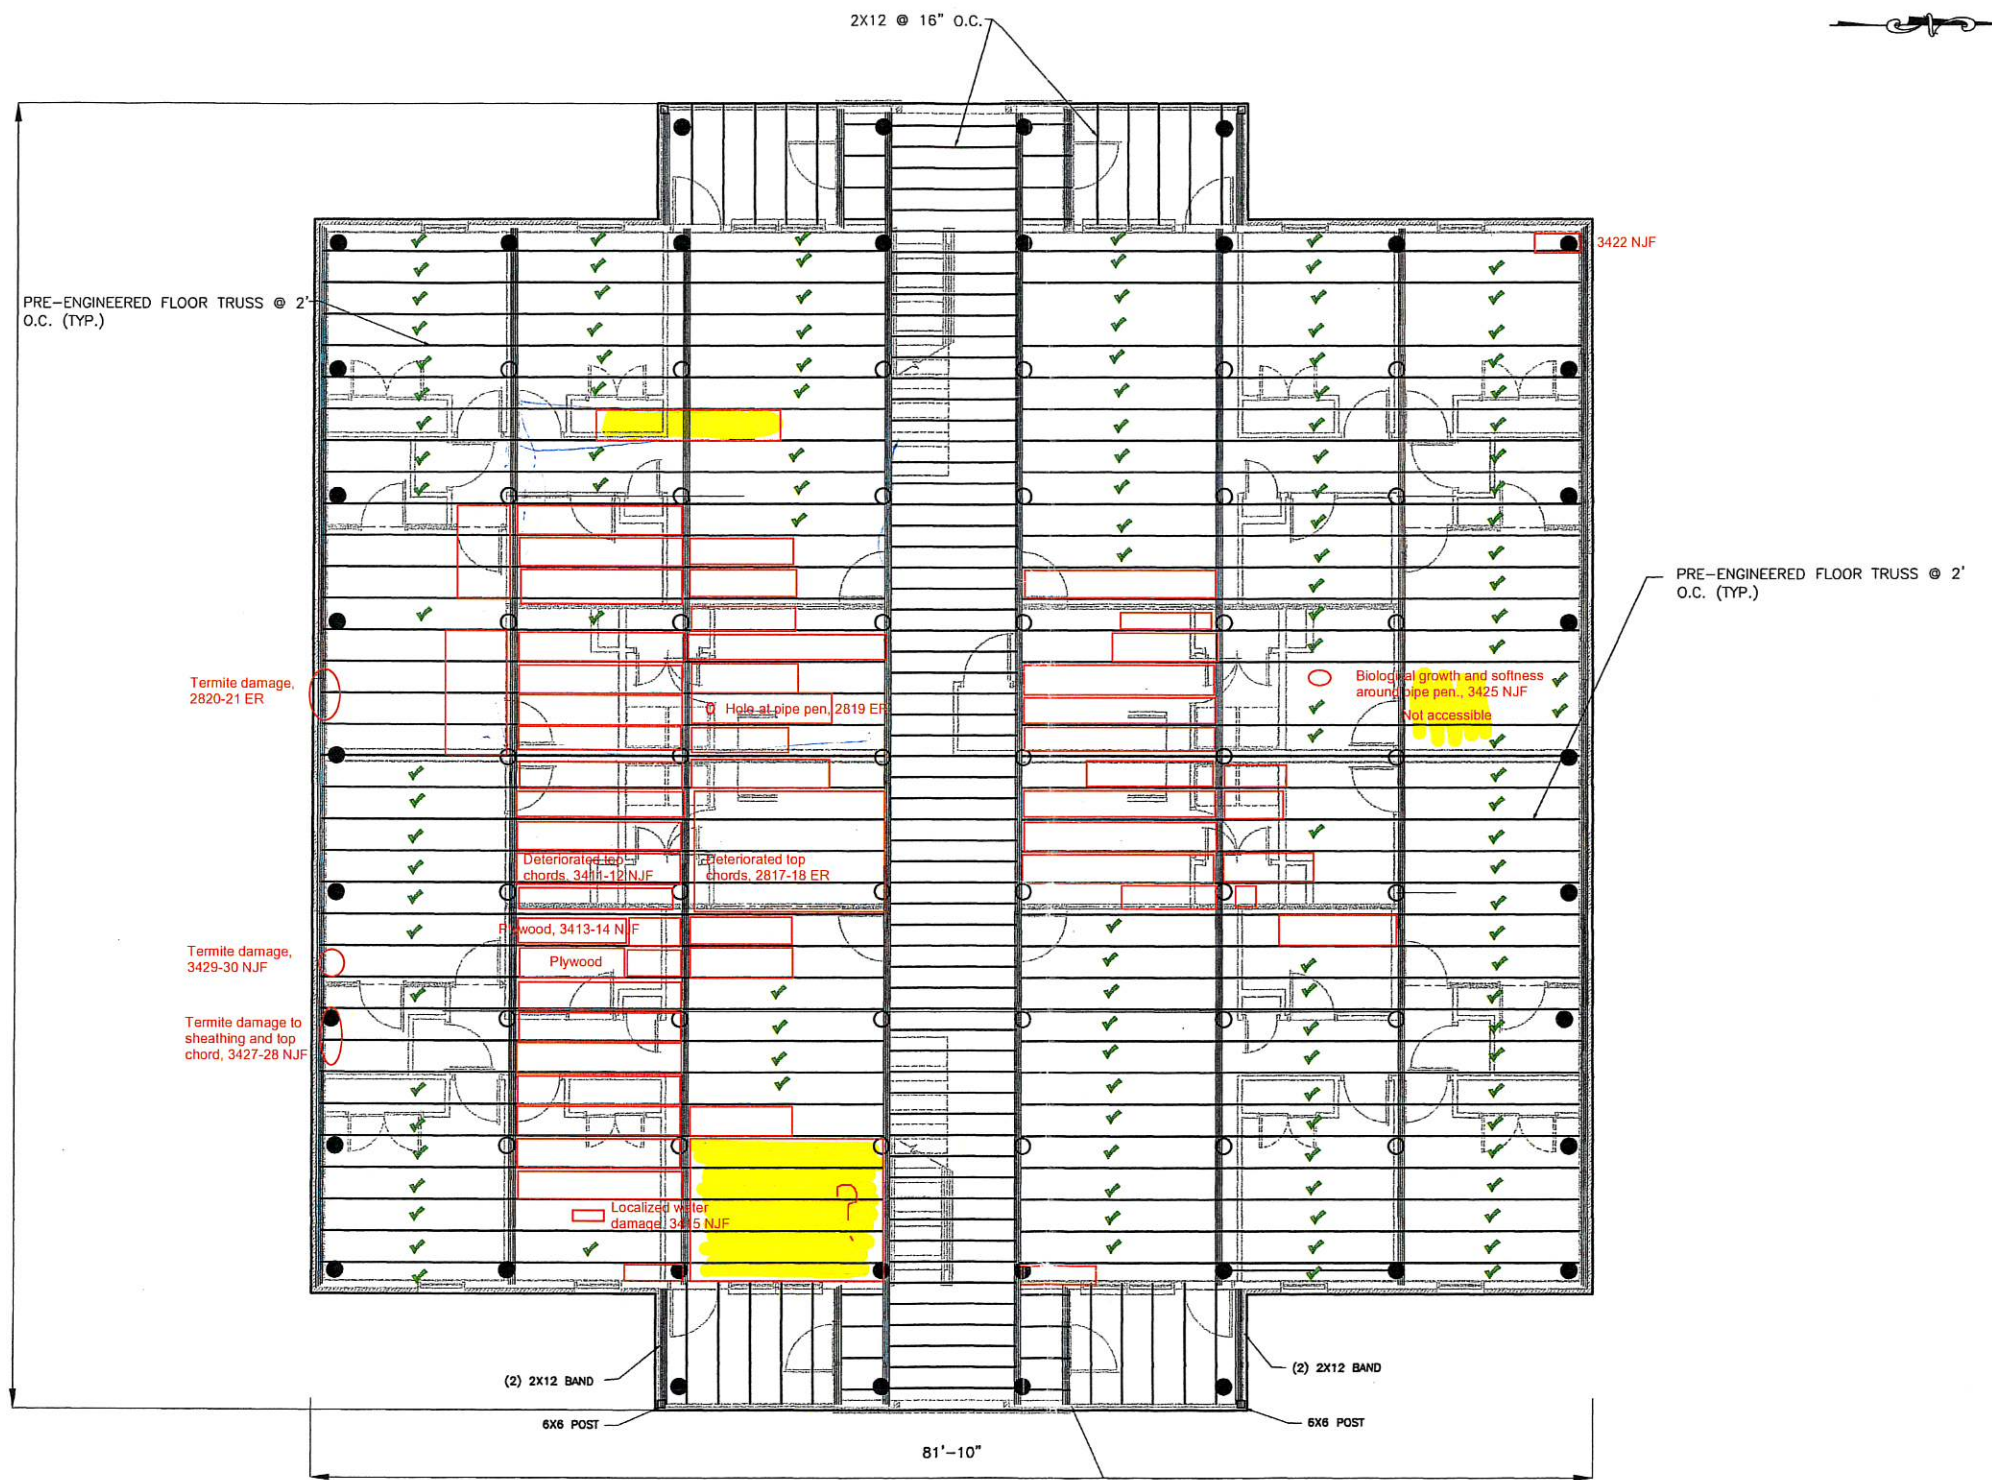 2X12 @ 16" O.C.
3422 NJF
PRE-ENGINEERED FLOOR TRUSS @ 2'
O.C. (TYP.)
PRE-ENGINEERED FLOOR TRUSS @ 2'
O.C. (TYP.)
Termite damage,
2820-21 ER
Biological growth and softness
around pipe pen., 3425 NJF
Not accessible
Hole at pipe pen, 2819 ER
Deteriorated top
chords, 3411-12 NJF
Deteriorated top
chords, 2817-18 ER
Plywood, 3413-14 NJF
Plywood
Termite damage,
3429-30 NJF
Termite damage to
sheathing and top
chord, 3427-28 NJF
Localized water
damage, 3415 NJF
?
(2) 2X12 BAND
(2) 2X12 BAND
6X6 POST
6X6 POST
81'-10"